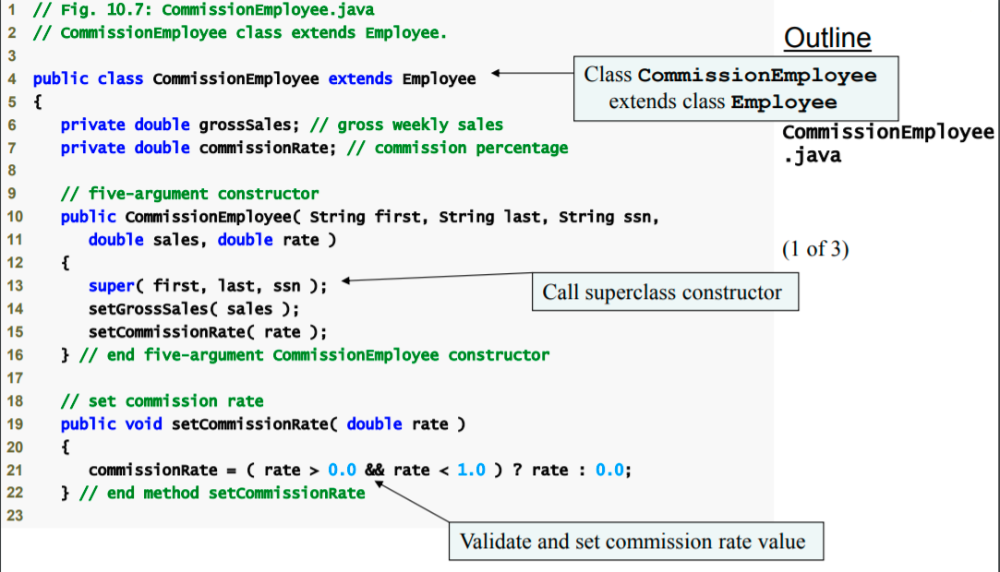 1 // Fig. 10.7: CommissionEmployee.java
2 // CommissionEmployee class extends Employee.
3
4 public class CommissionEmployee extends Employee
5 {
6 private double grossSales; // gross weekly sales
7 private double commissionRate; // commission percentage
8
9 // five-argument constructor
10 public CommissionEmployee( String first, String last, String ssn,
11 double sales, double rate )
12 {
13 super( first, last, ssn );
14 setGrossSales( sales );
15 setCommissionRate( rate );
16 } // end five-argument CommissionEmployee constructor
17
18 // set commission rate
19 public void setCommissionRate( double rate )
20 {
21 commissionRate = ( rate > 0.0 && rate < 1.0 ) ? rate : 0.0;
22 } // end method setCommissionRate
23
Outline
Class CommissionEmployee
extends class Employee
CommissionEmployee
.java
(1 of 3)
Call superclass constructor
Validate and set commission rate value